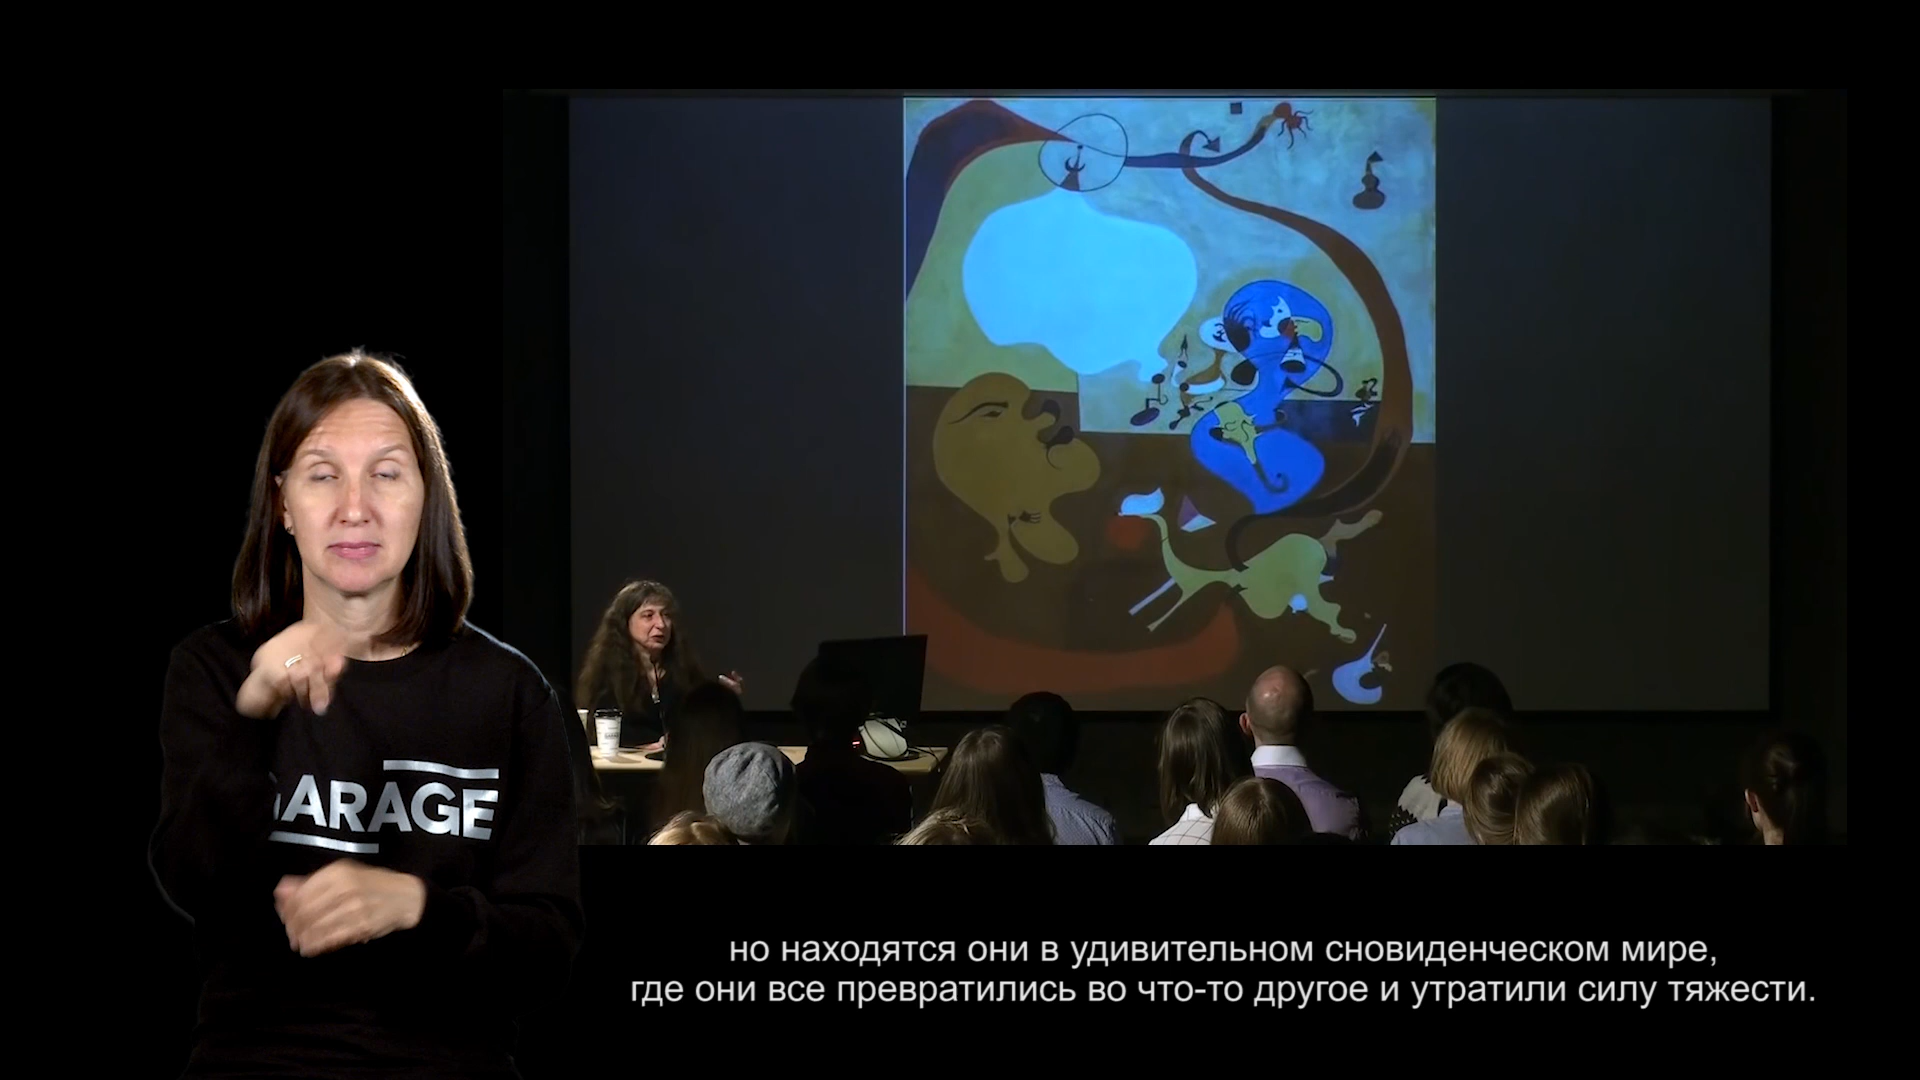 GARAGE
но находятся они в удивительном сновиденческом мире,
где они все превратились во что-то другое и утратили силу тяжести.